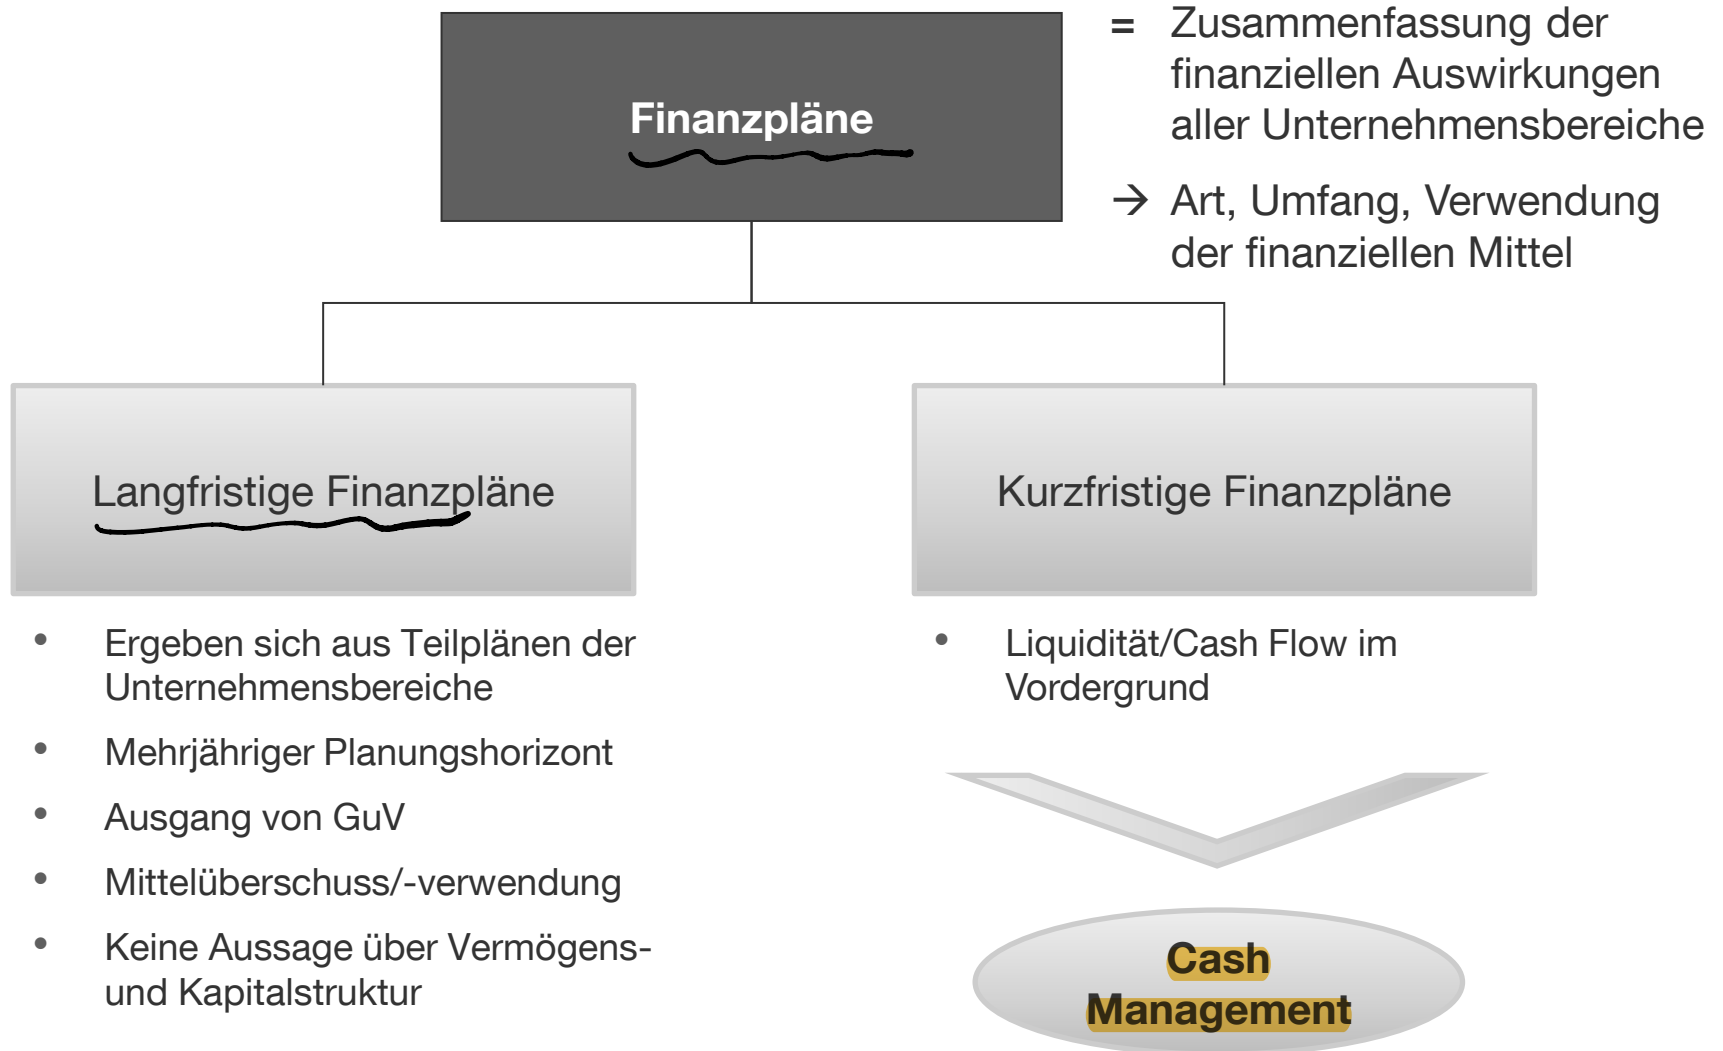 Finanzpläne
= Zusammenfassung der
finanziellen Auswirkungen
aller Unternehmensbereiche
→ Art, Umfang, Verwendung
der finanziellen Mittel
Langfristige Finanzpläne
• Ergeben sich aus Teilplänen der
Unternehmensbereiche
• Mehrjähriger Planungshorizont
• Ausgang von GuV
• Mittelüberschuss/-verwendung
• Keine Aussage über Vermögens-
und Kapitalstruktur
Kurzfristige Finanzpläne
• Liquidität/Cash Flow im
Vordergrund
Cash
Management